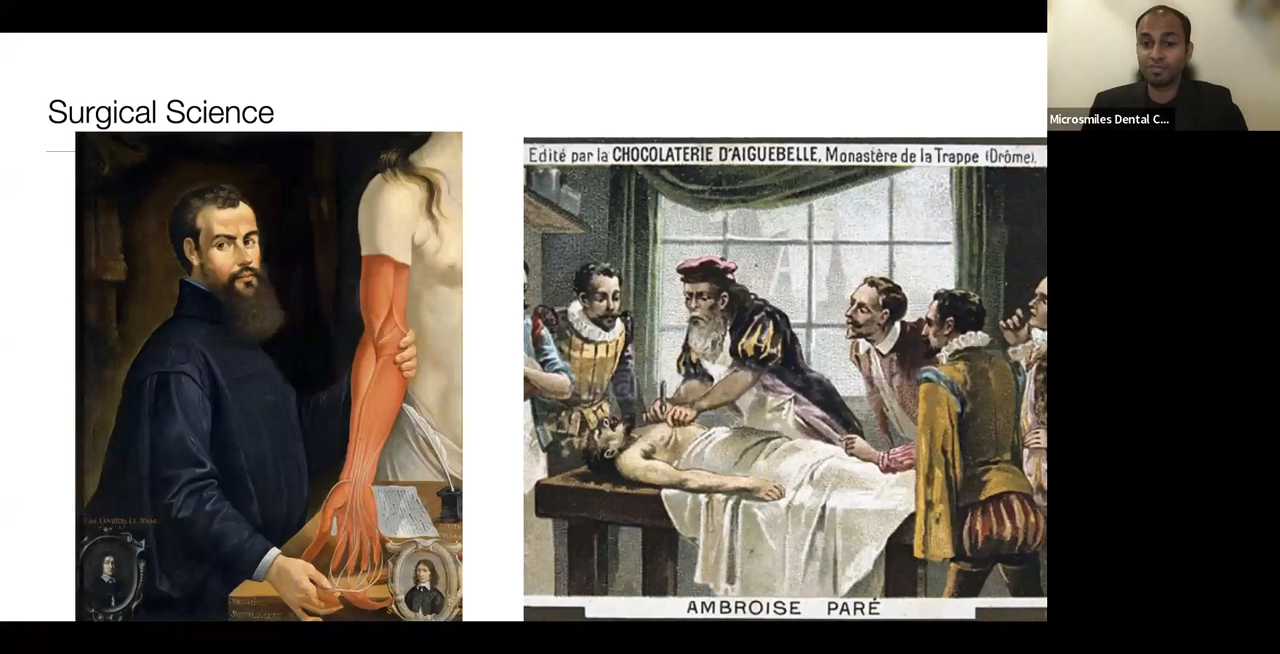 Surgical Science
Edité par la CHOCOLATERIE D'AIGUEBELLE, Monastère de la Trappe (Drôme).
AMBROISE PARÉ
Microsmiles Dental C...